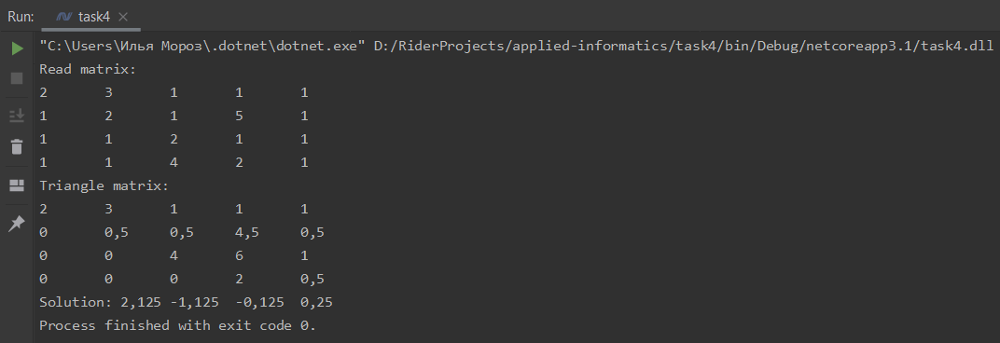 Run: task4
"C:\Users\Илья Мороз\.dotnet\dotnet.exe" D:/RiderProjects/applied-informatics/task4/bin/Debug/netcoreapp3.1/task4.dll
Read matrix:
2 3 1 1 1
1 2 1 5 1
1 1 2 1 1
1 1 4 2 1
Triangle matrix:
2 3 1 1 1
0 0,5 0,5 4,5 0,5
0 0 4 6 1
0 0 0 2 0,5
Solution: 2,125 -1,125 -0,125 0,25
Process finished with exit code 0.